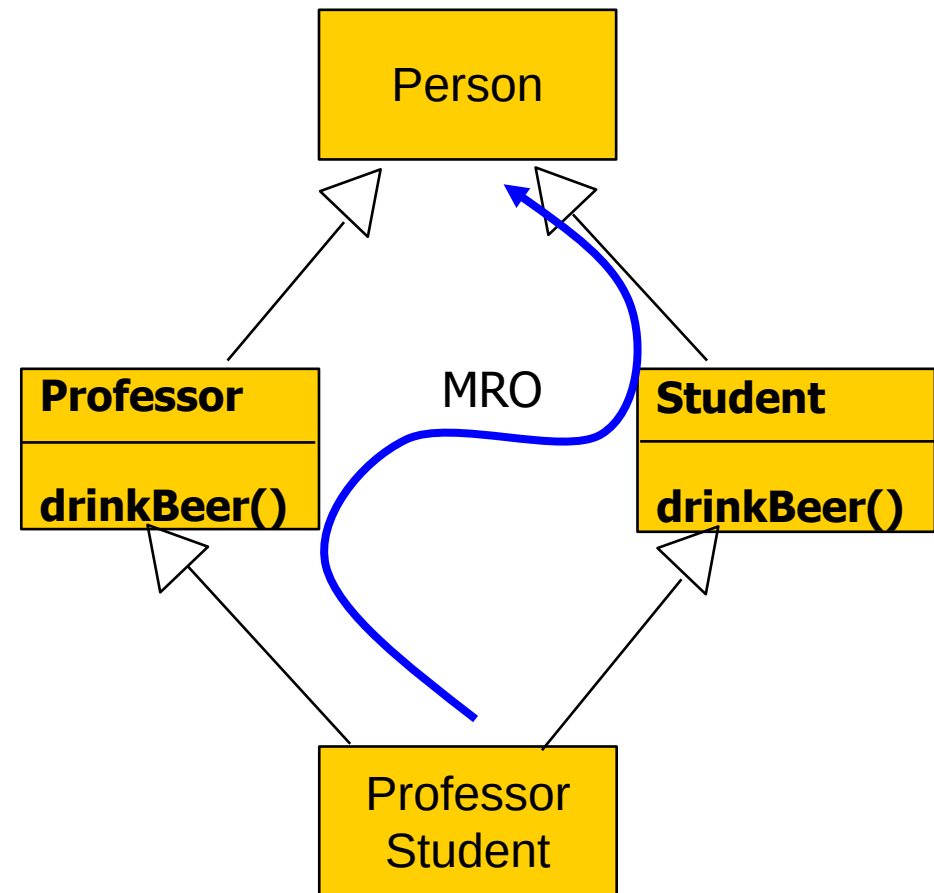 Person
Professor
drinkBeer()
MRO
Student
drinkBeer()
Professor
Student